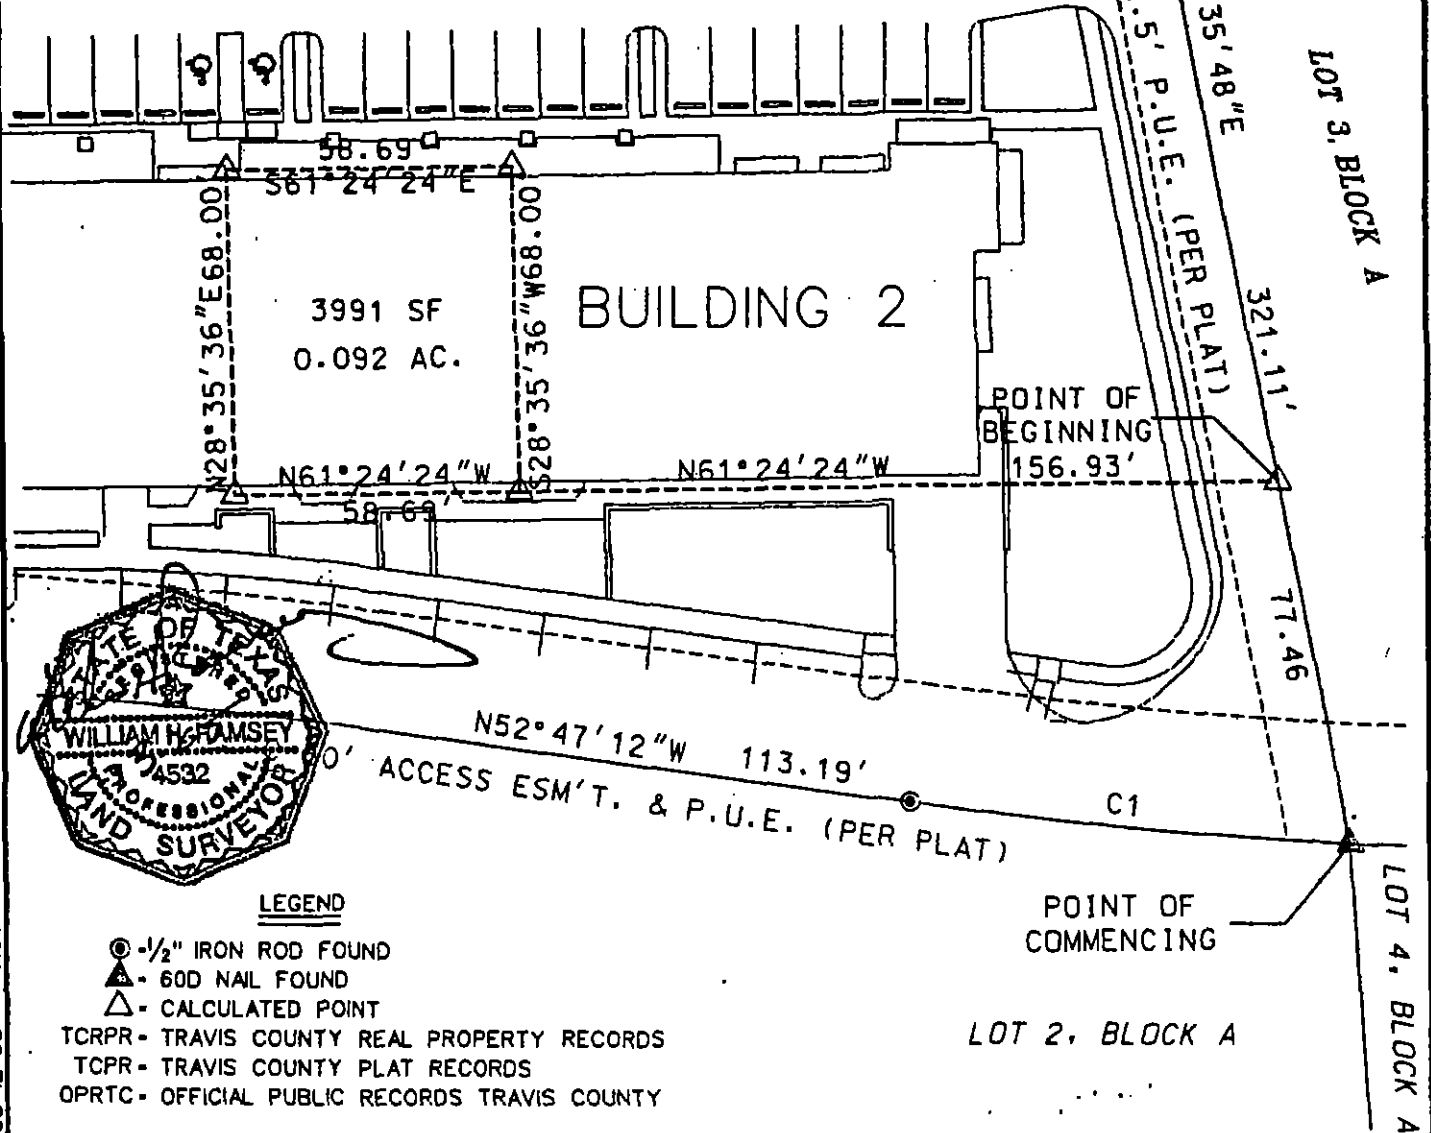 .5' P.U.E. (PER PLAT)
35'48"E
LOT 3, BLOCK A
58.69
S61°24'24"E
N28°35'36"E68.00
S28°35'36"W68.00
3991 SF
0.092 AC.
BUILDING 2
321.11'
POINT OF
BEGINNING
N61°24'24"W
58.69'
N61°24'24"W
156.93'
77.46
STATE OF TEXAS
REGISTERED
WILLIAM H. RAMSEY
4532
PROFESSIONAL
LAND SURVEYOR
N52°47'12"W 113.19'
0' ACCESS ESM'T. & P.U.E. (PER PLAT)
C1
POINT OF
COMMENCING
LOT 4, BLOCK A
LOT 2, BLOCK A
LEGEND
-1/2" IRON ROD FOUND
- 60D NAIL FOUND
- CALCULATED POINT
TCRPR- TRAVIS COUNTY REAL PROPERTY RECORDS
TCPR- TRAVIS COUNTY PLAT RECORDS
OPRTC- OFFICIAL PUBLIC RECORDS TRAVIS COUNTY